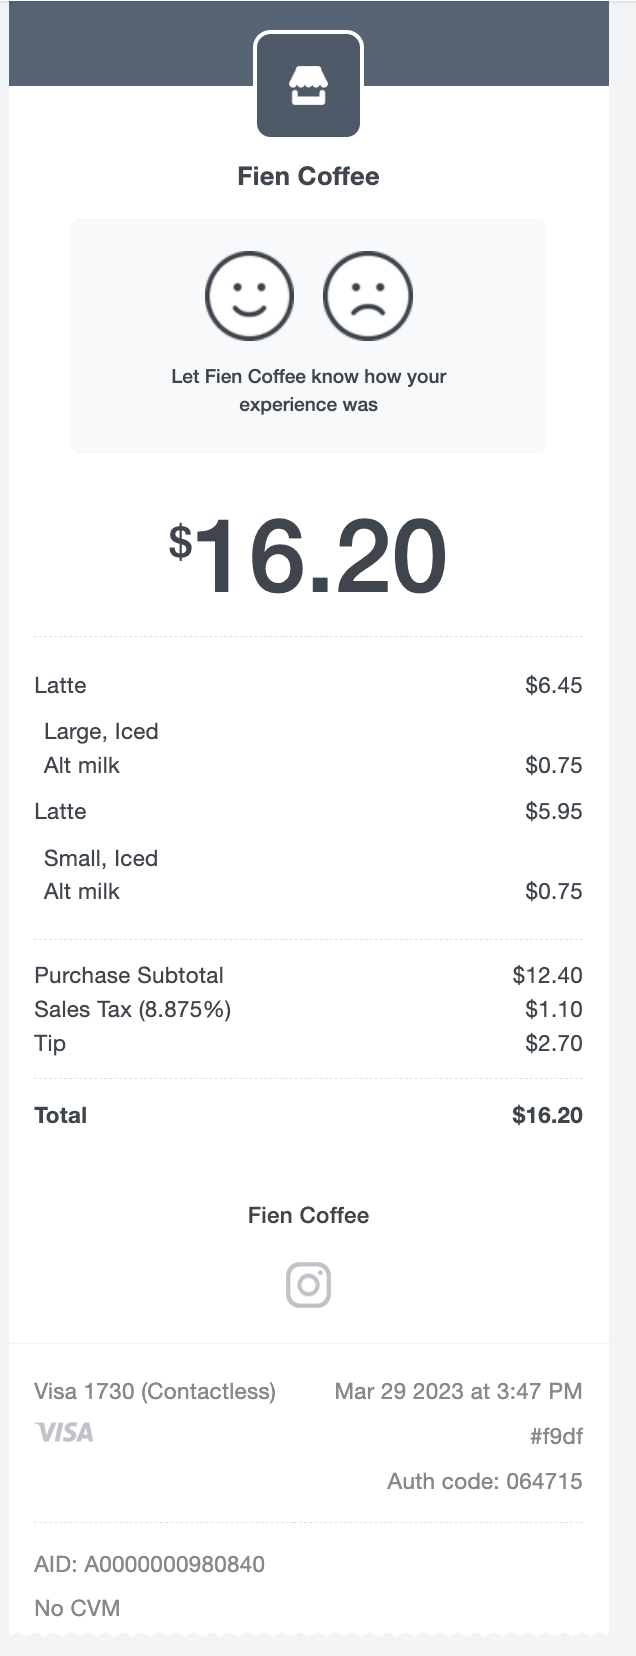 Fien Coffee
Let Fien Coffee know how your
experience was
$16.20
Latte $6.45
Large, Iced
Alt milk $0.75
Latte $5.95
Small, Iced
Alt milk $0.75
Purchase Subtotal $12.40
Sales Tax (8.875%) $1.10
Tip $2.70
Total $16.20
Fien Coffee
Visa 1730 (Contactless) Mar 29 2023 at 3:47 PM
VISA #f9df
Auth code: 064715
AID: A0000000980840
No CVM